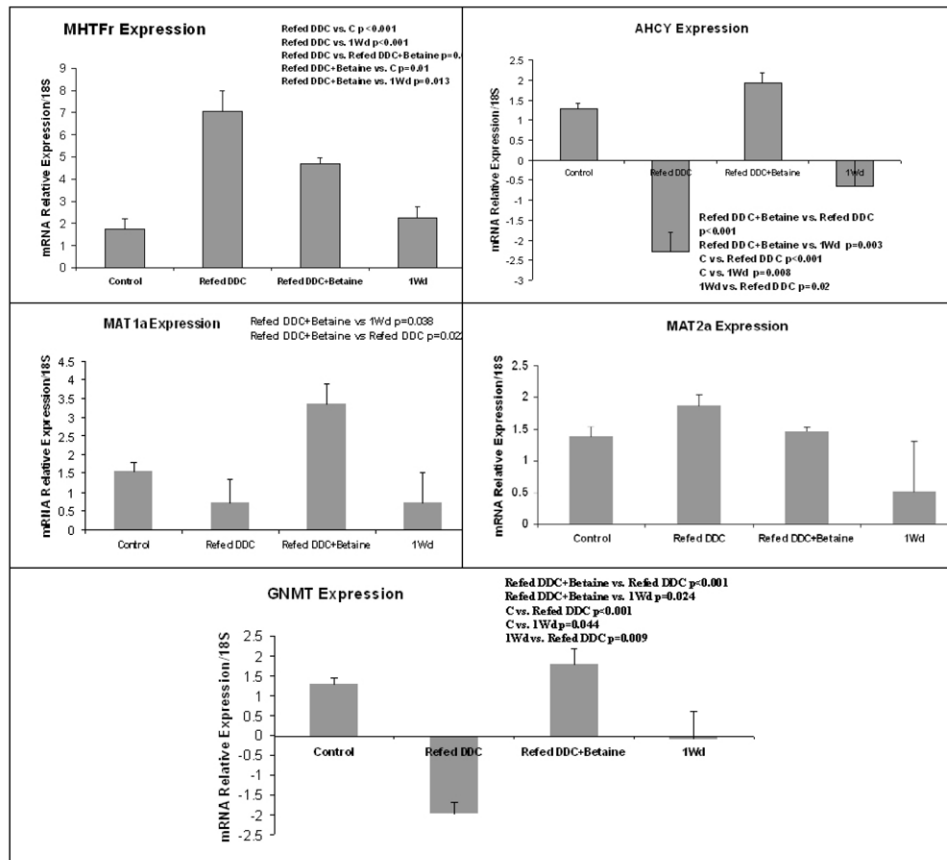 MHTFr Expression
Refed DDC vs. C p <0.001
Refed DDC vs. 1Wd p<0.001
Refed DDC vs. Refed DDC+Betaine p=0.
Refed DDC+Betaine vs. C p=0.01
Refed DDC+Betaine vs. 1Wd p=0.013
mRNA Relative Expression/18S
9
8
7
6
5
4
3
2
1
0
Control Refed DDC Refed DDC+Betaine 1Wd
AHCY Expression
mRNA Relative Expression/18S
2.5
2
1.5
1
0.5
0
-0.5
-1
-1.5
-2
-2.5
-3
Control Refed DDC Refed DDC+Betaine 1Wd
Refed DDC+Betaine vs. Refed DDC
p<0.001
Refed DDC+Betaine vs. 1Wd p=0.003
C vs. Refed DDC p<0.001
C vs. 1Wd p=0.008
1Wd vs. Refed DDC p=0.02
MAT1a Expression
Refed DDC+Betaine vs 1Wd p=0.038
Refed DDC+Betaine vs Refed DDC p=0.022
mRNA Relative Expression/18S
4.5
4
3.5
3
2.5
2
1.5
1
0.5
0
Control Refed DDC Refed DDC+Betaine 1Wd
MAT2a Expression
mRNA Relative Expression/18S
2.5
2
1.5
1
0.5
0
Control Refed DDC Refed DDC+Betaine 1Wd
GNMT Expression
Refed DDC+Betaine vs. Refed DDC p<0.001
Refed DDC+Betaine vs. 1Wd p=0.024
C vs. Refed DDC p<0.001
C vs. 1Wd p=0.044
1Wd vs. Refed DDC p=0.009
mRNA Relative Expression/18S
2.5
2
1.5
1
0.5
0
-0.5
-1
-1.5
-2
-2.5
Control Refed DDC Refed DDC+Betaine 1Wd